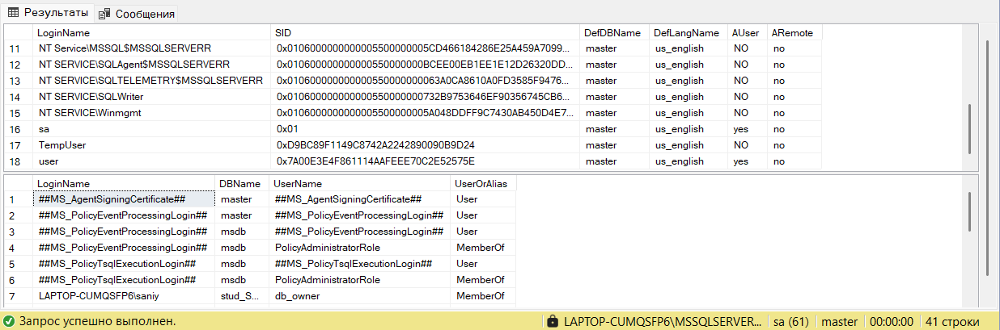 Результаты Сообщения
LoginName SID DefDBName DefLangName AUser ARemote
11 NT Service\MSSQL$MSSQLSERVERR 0x010600000000000550000000005CD466184286E25A459A7099... master us_english NO no
12 NT SERVICE\SQLAgent$MSSQLSERVERR 0x010600000000000550000000BCEE00EB1EE1E12D26320DD... master us_english NO no
13 NT SERVICE\SQLTELEMETRY$MSSQLSERVERR 0x01060000000000055000000000063A0CA8610A0FD3585F9476... master us_english NO no
14 NT SERVICE\SQLWriter 0x010600000000000550000000732B9753646EF90356745CB6... master us_english NO no
15 NT SERVICE\Winmgmt 0x0106000000000005500000005A048DDFF9C7430AB450D4E7... master us_english NO no
16 sa 0x01 master us_english yes no
17 TempUser 0xD9BC89F1149C8742A2242890090B9D24 master us_english NO no
18 user 0x7A00E3E4F861114AAFEEE70C2E52575E master us_english yes no
LoginName DBName UserName UserOrAlias
1 ##MS_AgentSigningCertificate## master ##MS_AgentSigningCertificate## User
2 ##MS_PolicyEventProcessingLogin## master ##MS_PolicyEventProcessingLogin## User
3 ##MS_PolicyEventProcessingLogin## msdb ##MS_PolicyEventProcessingLogin## User
4 ##MS_PolicyEventProcessingLogin## msdb PolicyAdministratorRole MemberOf
5 ##MS_PolicyTsqlExecutionLogin## msdb ##MS_PolicyTsqlExecutionLogin## User
6 ##MS_PolicyTsqlExecutionLogin## msdb PolicyAdministratorRole MemberOf
7 LAPTOP-CUMQSFP6\saniy stud_S... db_owner MemberOf
Запрос успешно выполнен. LAPTOP-CUMQSFP6\MSSQLSERVER... sa (61) master 00:00:00 41 строки